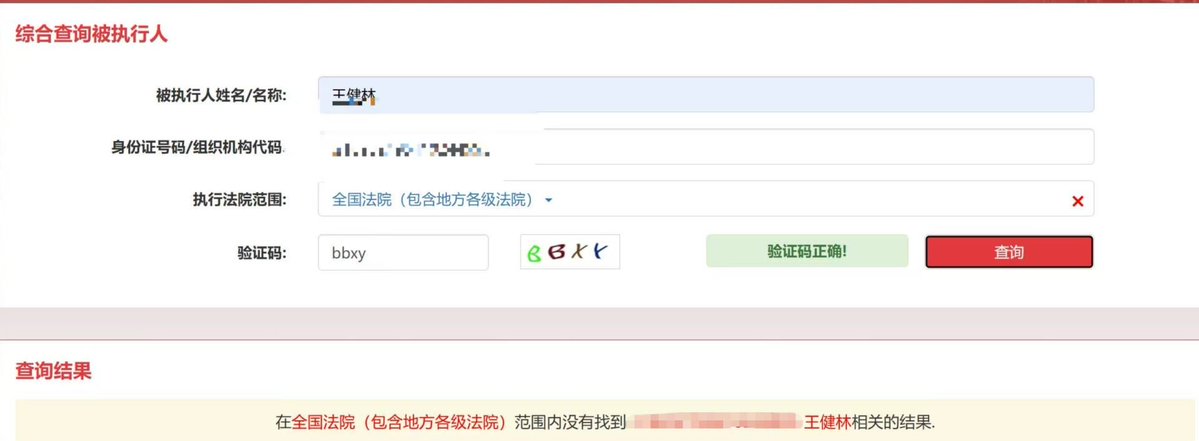 综合查询被执行人
被执行人姓名/名称: 王健林
身份证号码/组织机构代码
执行法院范围: 全国法院（包含地方各级法院）
验证码: bbxy BBXY 验证码正确! 查询
查询结果
在全国法院（包含地方各级法院）范围内没有找到 王健林相关的结果.